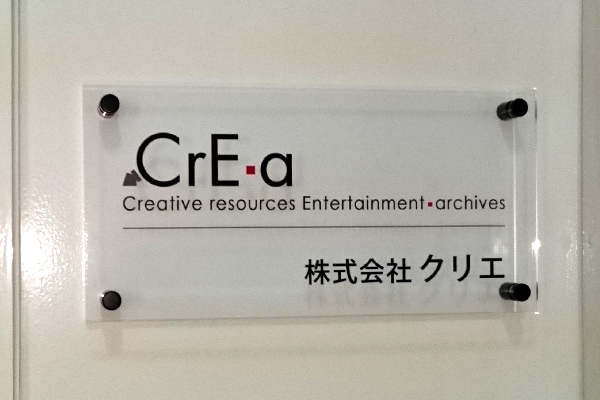 CrE・a
Creative resources Entertainment・archives
株式会社 クリエ